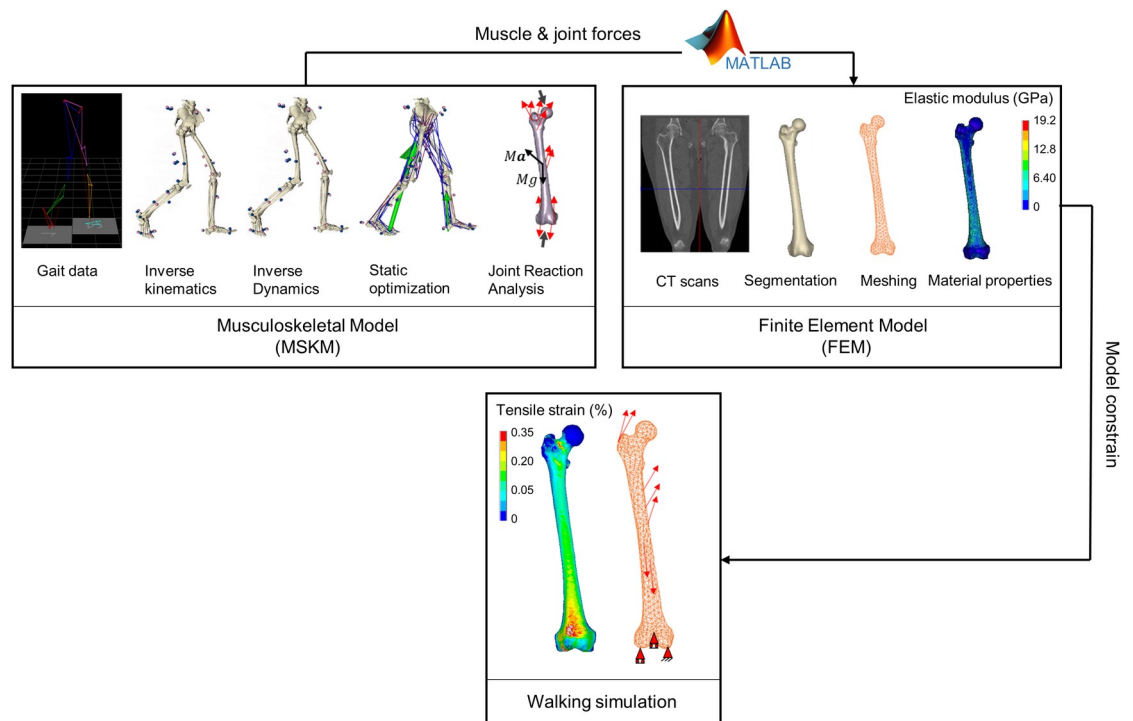 Muscle & joint forces
MATLAB
Gait data
Inverse
kinematics
Inverse
Dynamics
Static
optimization
Ma
Mg
Joint Reaction
Analysis
Musculoskeletal Model
(MSKM)
Elastic modulus (GPa)
19.2
12.8
6.40
0
CT scans
Segmentation
Meshing
Material properties
Finite Element Model
(FEM)
Model constrain
Tensile strain (%)
0.35
0.20
0.05
0
Walking simulation